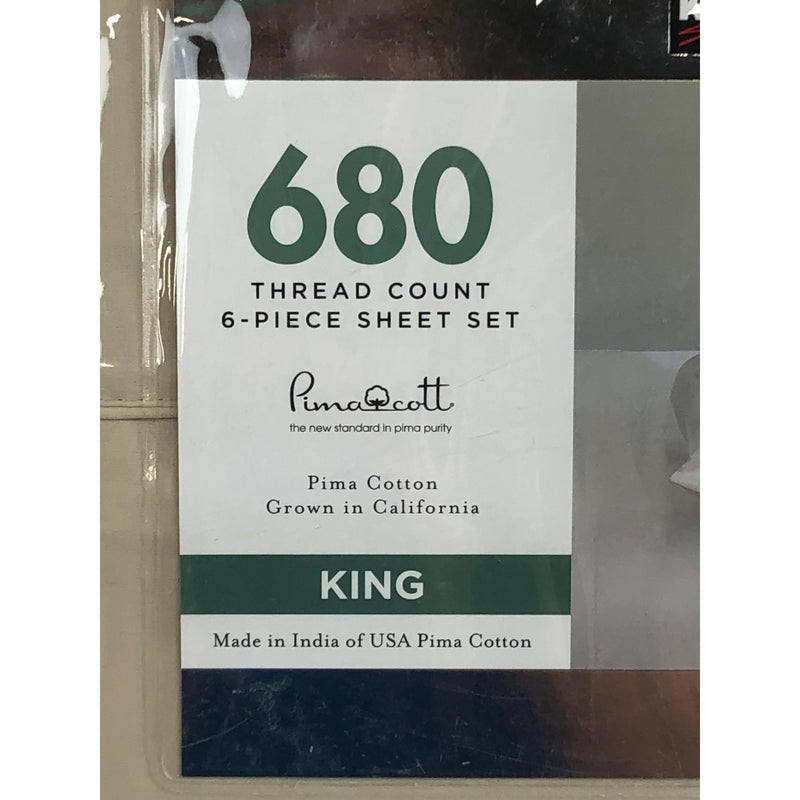 680
THREAD COUNT
6-PIECE SHEET SET
Pimacott
the new standard in pima purity
Pima Cotton
Grown in California
KING
Made in India of USA Pima Cotton